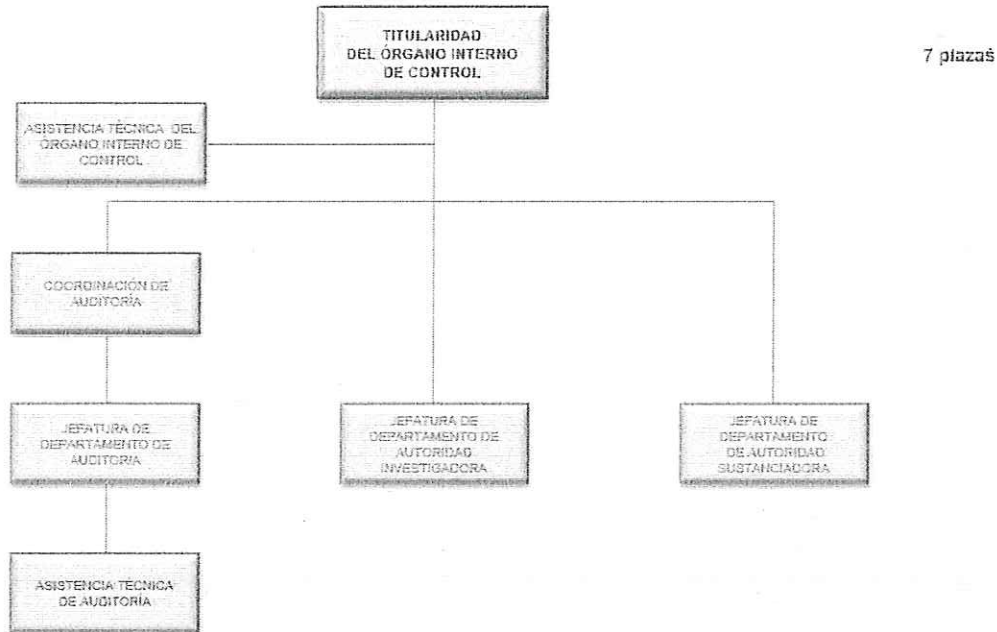 TITULARIDAD
DEL ÓRGANO INTERNO
DE CONTROL
7 plazas
ASISTENCIA TÉCNICA DEL
ÓRGANO INTERNO DE
CONTROL
COORDINACIÓN DE
AUDITORÍA
JEFATURA DE
DEPARTAMENTO DE
AUDITORIA
JEFATURA DE
DEPARTAMENTO DE
AUTORIDAD
INVESTIGADORA
JEFATURA DE
DEPARTAMENTO
DE AUTORIDAD
SUSTANCIADORA
ASISTENCIA TÉCNICA
DE AUDITORÍA